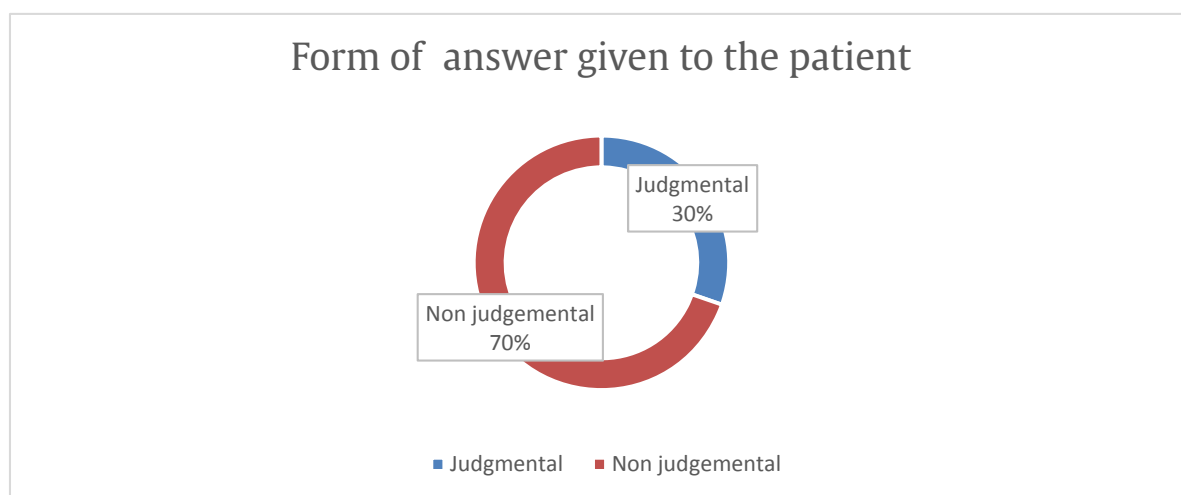 Form of  answer given to the patient
Judgmental
30%
Non judgemental
70%
Judgmental
Non judgemental